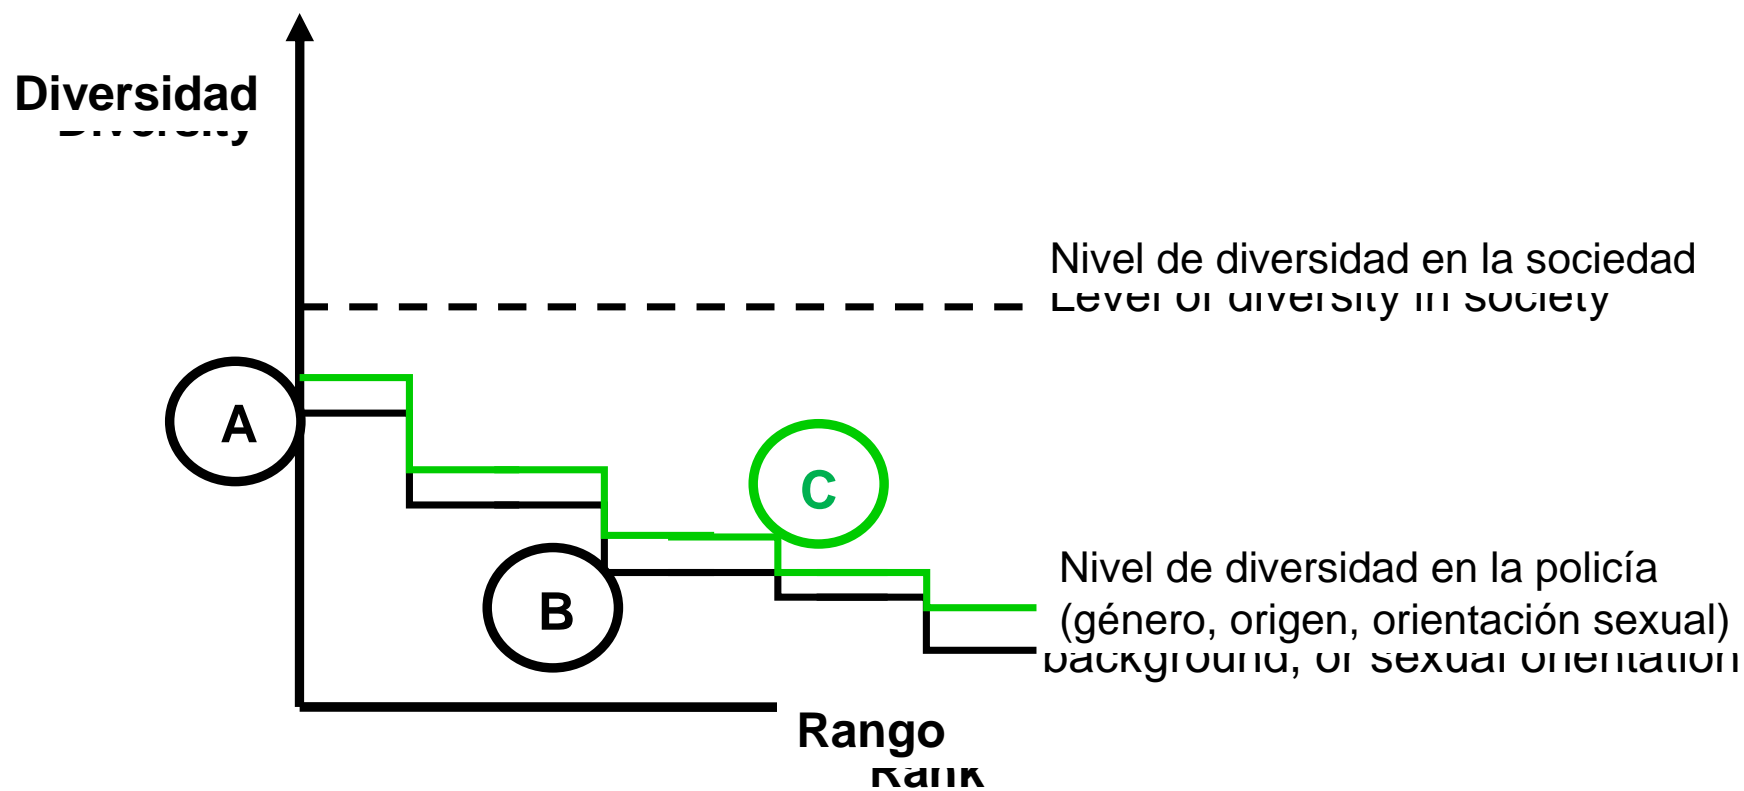 Diversidad
Diversity
Nivel de diversidad en la sociedad
Level of diversity in society
A
C
B
Nivel de diversidad en la policía
(género, origen, orientación sexual)
background, or sexual orientation
Rango
Rank